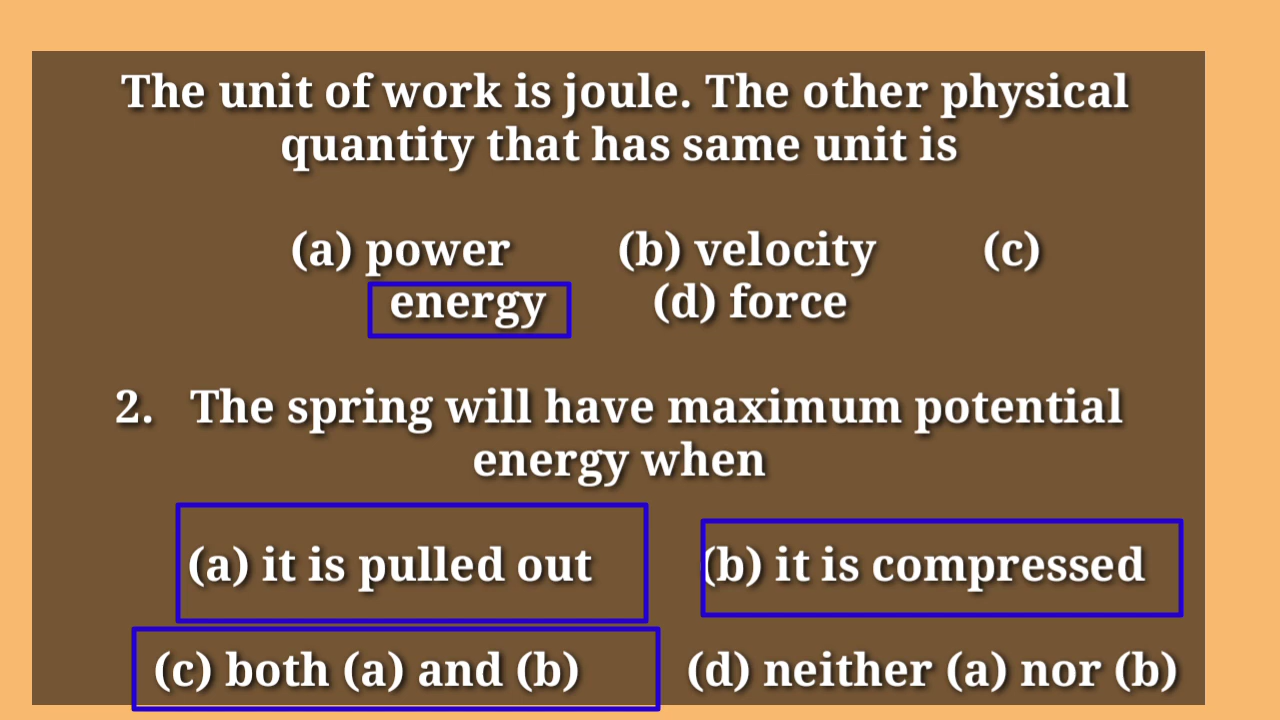 The unit of work is joule. The other physical
quantity that has same unit is
(a) power (b) velocity (c)
energy (d) force
2. The spring will have maximum potential
energy when
(a) it is pulled out (b) it is compressed
(c) both (a) and (b) (d) neither (a) nor (b)